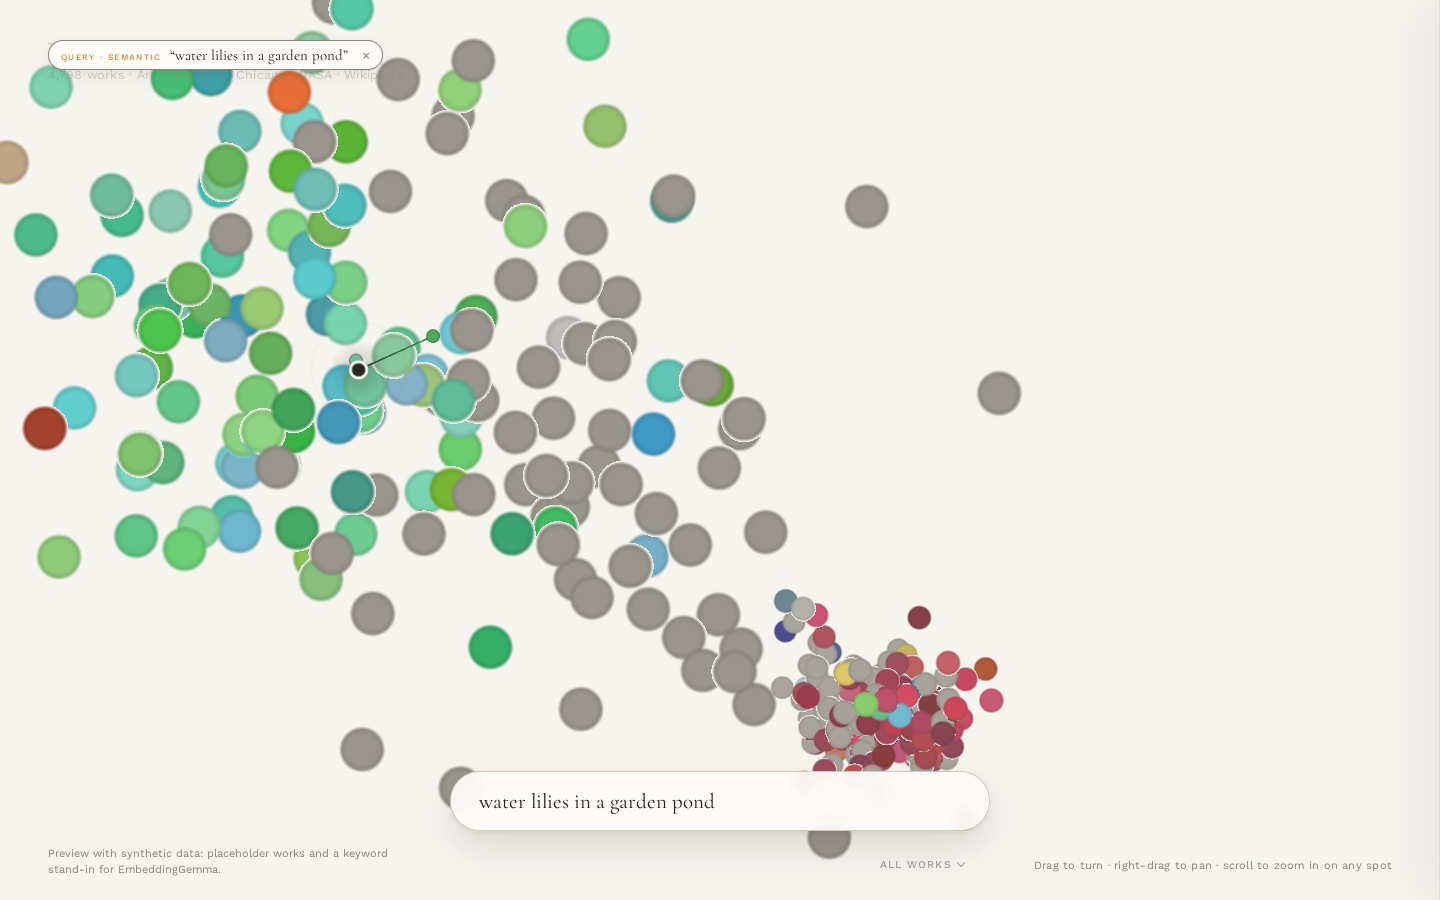 QUERY · SEMANTIC “water lilies in a garden pond” ×
works ·
water lilies in a garden pond
Preview with synthetic data: placeholder works and a keyword
stand-in for EmbeddingGemma.
ALL WORKS
Drag to turn · right-drag to pan · scroll to zoom in on any spot